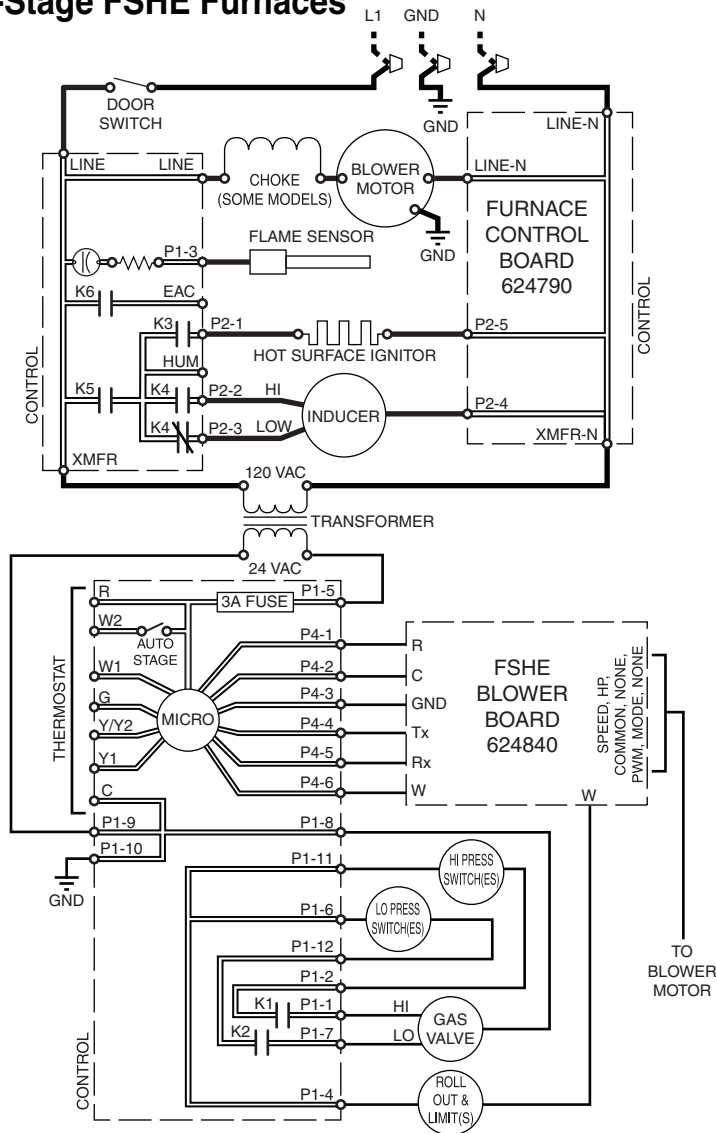 -Stage FSHE Furnaces
L1
GND
N
DOOR
SWITCH
GND
LINE-N
LINE
LINE
CHOKE
(SOME MODELS)
BLOWER
MOTOR
LINE-N
GND
FURNACE
CONTROL
BOARD
624790
P1-3
FLAME SENSOR
K6
EAC
K3
P2-1
HOT SURFACE IGNITOR
P2-5
HUM
K5
K4
P2-2
HI
INDUCER
P2-4
K4
P2-3
LOW
XMFR
XMFR-N
CONTROL
CONTROL
120 VAC
TRANSFORMER
24 VAC
R
3A FUSE
P1-5
W2
AUTO
STAGE
W1
G
Y/Y2
Y1
C
THERMOSTAT
MICRO
P4-1
P4-2
P4-3
P4-4
P4-5
P4-6
R
C
GND
Tx
Rx
W
FSHE
BLOWER
BOARD
624840
SPEED, HP,
COMMON, NONE,
PWM, MODE, NONE
W
P1-9
P1-8
P1-10
GND
P1-11
HI PRESS
SWITCH(ES)
P1-6
LO PRESS
SWITCH(ES)
P1-12
P1-2
K1
P1-1
HI
K2
P1-7
LO
GAS
VALVE
TO
BLOWER
MOTOR
CONTROL
P1-4
ROLL
OUT &
LIMIT(S)